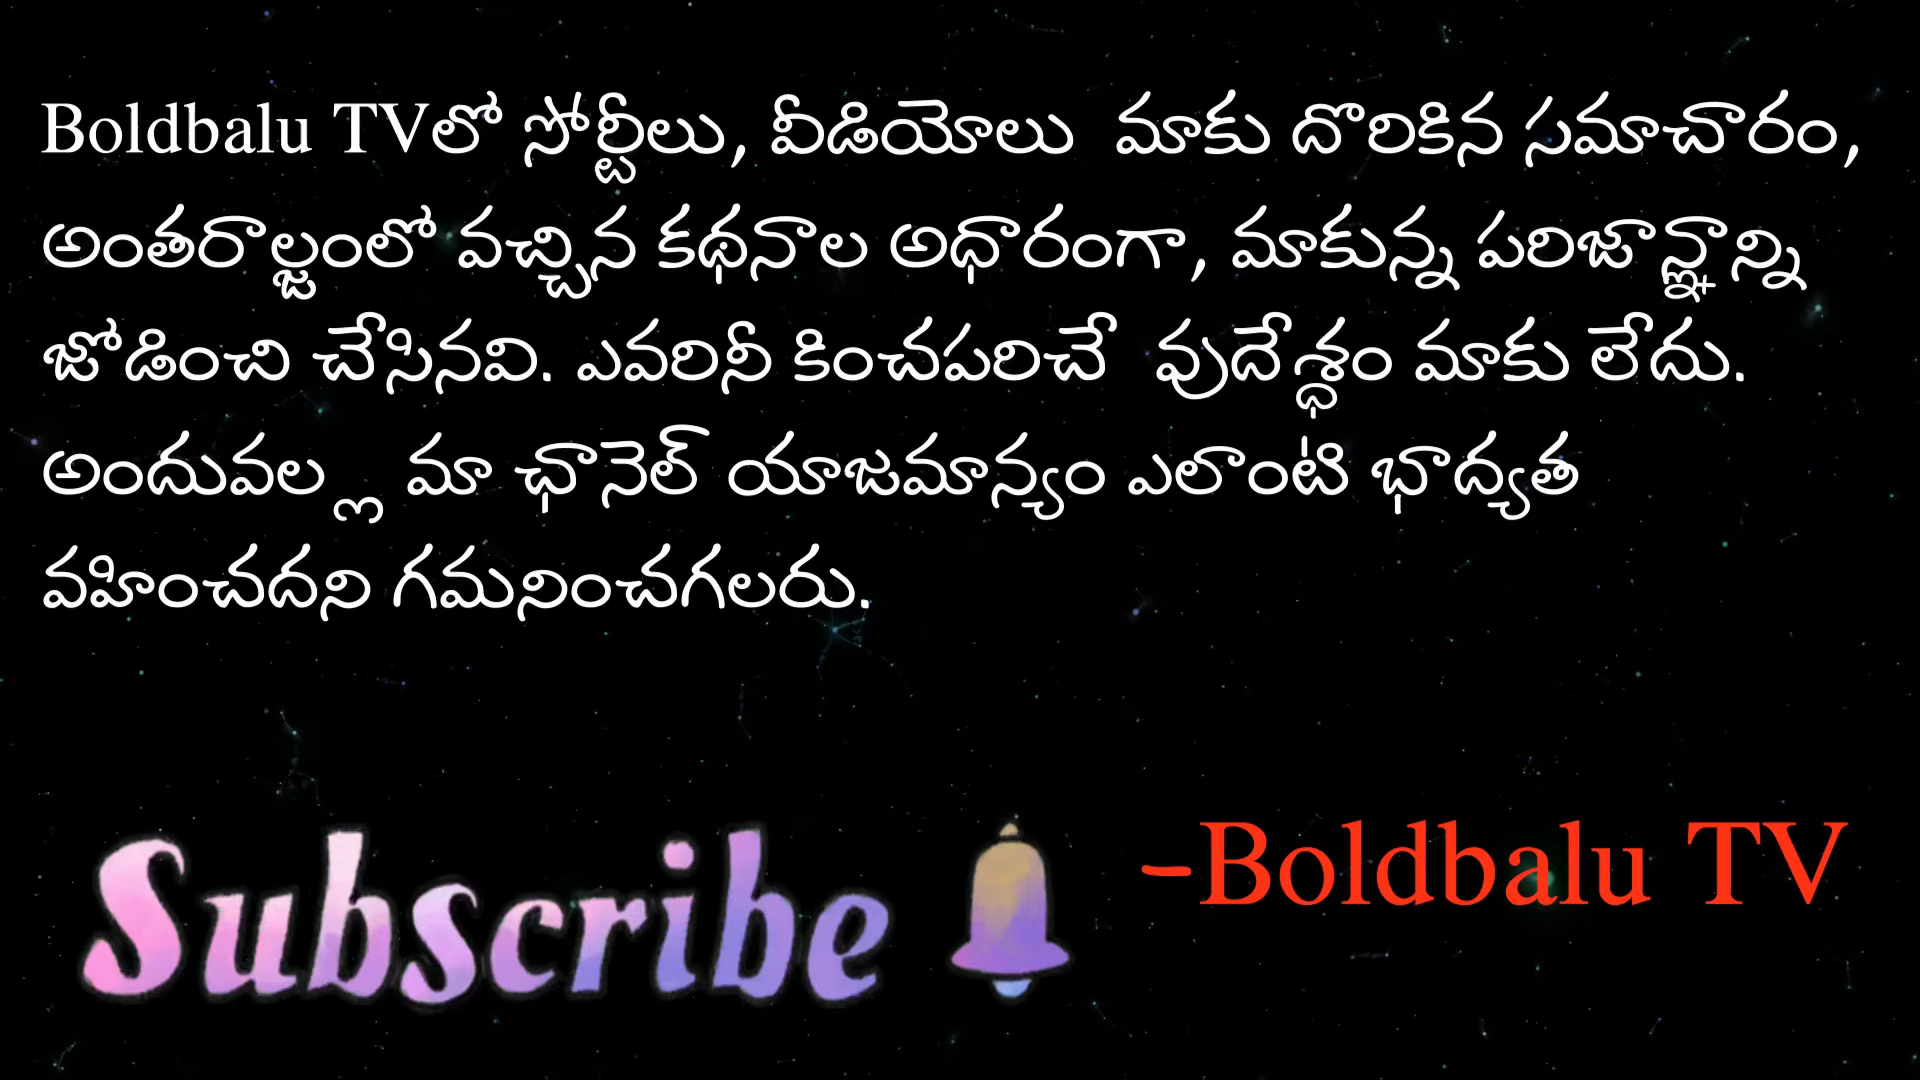 Boldbalu TVలో సోర్టీలు, వీడియోలు మాకు దొరికిన సమాచారం,
అంతరాల్జంలో వచ్చిన కథనాల అధారంగా, మాకున్న పరిజాన్ణాన్ని
జోడించి చేసినవి. ఎవరినీ కించపరిచే వుదేశ్ధం మాకు లేదు.
అందువల ్ల మా ఛానెల్ యాజమాన్యం ఎలాంటి భాద్యత
వహించదని గమనించగలరు.
Subscribe
-Boldbalu TV